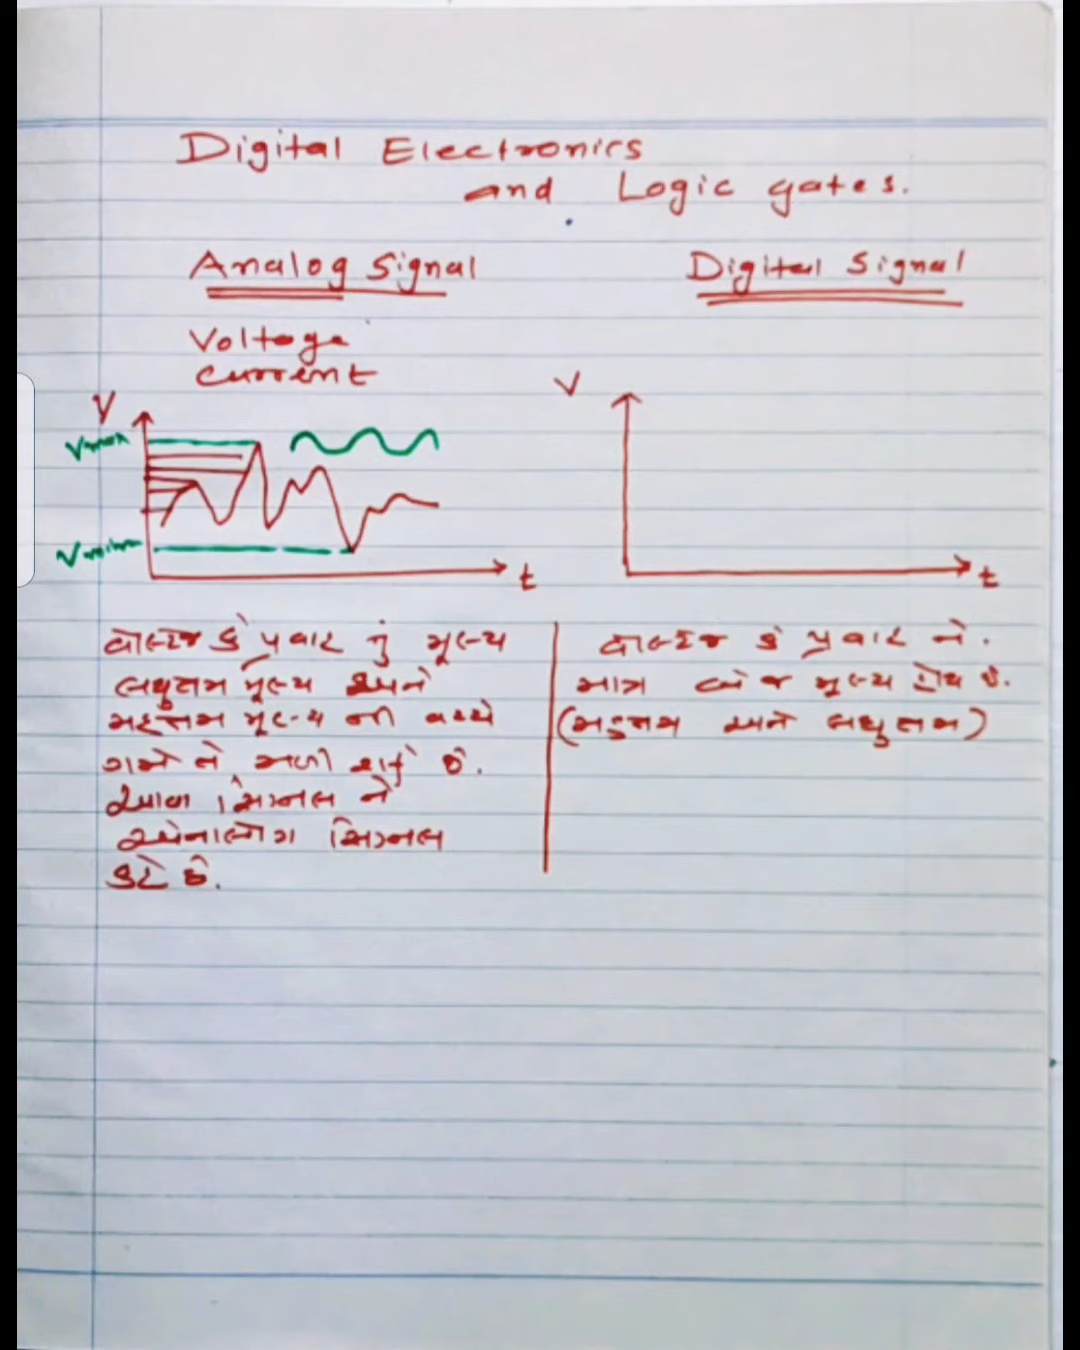 Digital Electronics
and Logic gates.
Analog Signal
Digital Signal
Voltage
Current
V
Vmax
Vmin
t
V
t
વોલ્ટેજ કે પ્રવાહ નું મૂલ્ય
લઘુત્તમ મૂલ્ય અને
મહત્તમ મૂલ્ય ની વચ્ચે
ગમે તે મળી શકે છે.
આવા સિગ્નલ ને
એનાલોગ સિગ્નલ
કહે છે.
વોલ્ટેજ કે પ્રવાહ ને.
માત્ર બે જ મૂલ્ય હોય છે.
(મહત્તમ અને લઘુત્તમ)